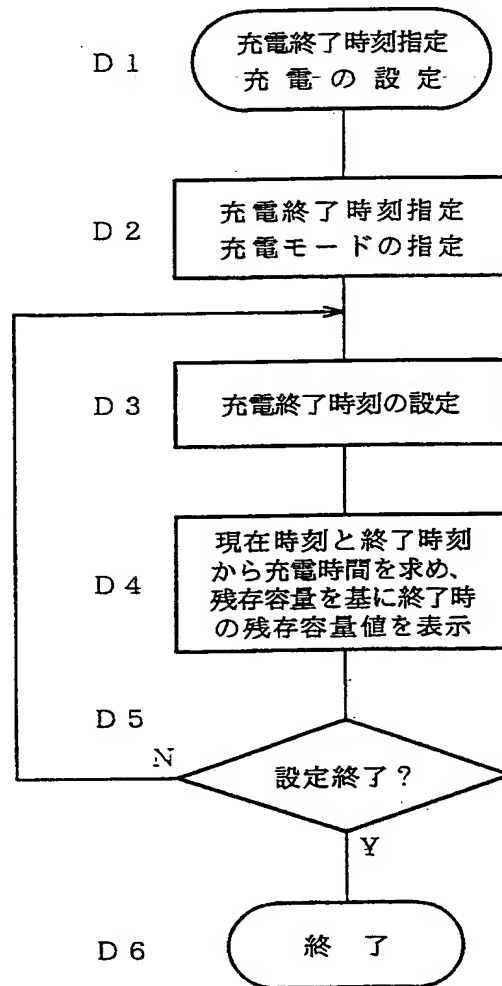 D 1
充電終了時刻指定
充電の設定
D 2
充電終了時刻指定
充電モードの指定
D 3
充電終了時刻の設定
D 4
現在時刻と終了時刻
から充電時間を求め、
残存容量を基に終了時
の残存容量値を表示
D 5
N
設定終了？
Y
D 6
終了